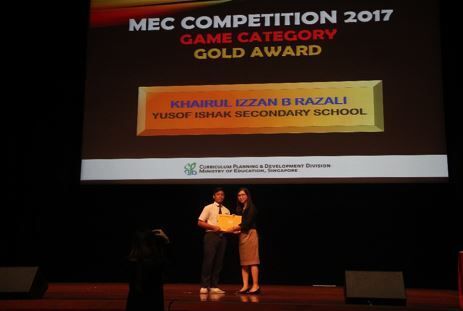 MEC COMPETITION 2017
GAME CATEGORY
GOLD AWARD
KHAIRUL IZZAN B RAZALI
YUSOF ISHAK SECONDARY SCHOOL
CURRICULUM PLANNING & DEVELOPMENT DIVISION
MINISTRY OF EDUCATION, SINGAPORE